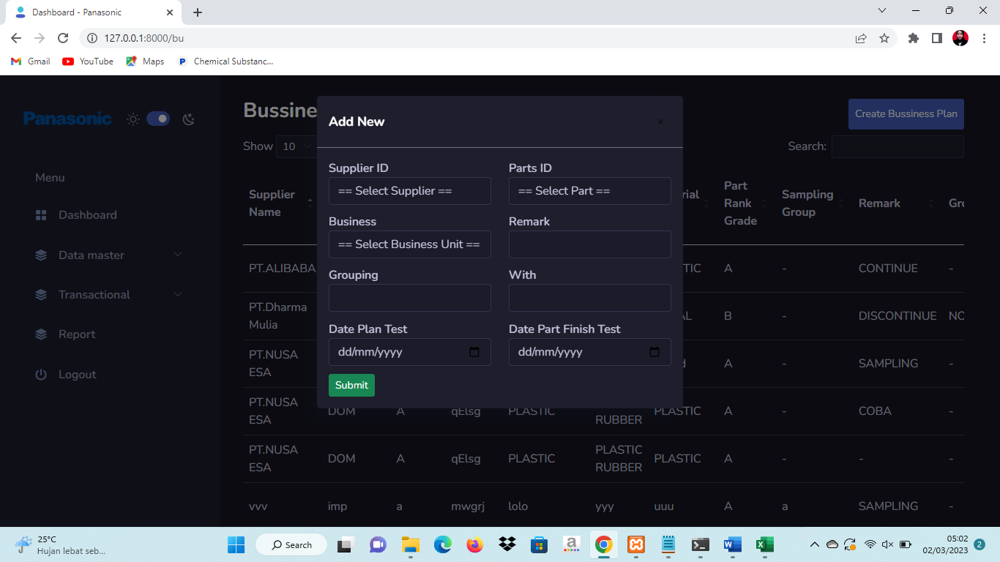 Dashboard - Panasonic
127.0.0.1:8000/bu
Gmail
YouTube
Maps
Chemical Substanc...
Panasonic
Menu
Dashboard
Data master
Transactional
Report
Logout
Bussine
Create Bussiness Plan
Show 10
Search:
Add New
Supplier ID
Parts ID
== Select Supplier ==
== Select Part ==
Business
Remark
== Select Business Unit ==
Grouping
With
Date Plan Test
Date Part Finish Test
dd/mm/yyyy
dd/mm/yyyy
Submit
Supplier Name
rial
Part Rank Grade
Sampling Group
Remark
Gro
PT.ALIBABA
TIC
A
-
CONTINUE
-
PT.Dharma Mulia
AL
B
-
DISCONTINUE
NO
PT.NUSA ESA
d
A
-
SAMPLING
-
PT.NUSA ESA
DOM
A
qElsg
PLASTIC
RUBBER
PLASTIC
A
-
COBA
-
PT.NUSA ESA
DOM
A
qElsg
PLASTIC
PLASTIC RUBBER
PLASTIC
A
-
-
-
vvv
imp
a
mwgrj
lolo
yyy
uuu
A
a
SAMPLING
-
25°C
Hujan lebat seb...
Search
05:02
02/03/2023
2